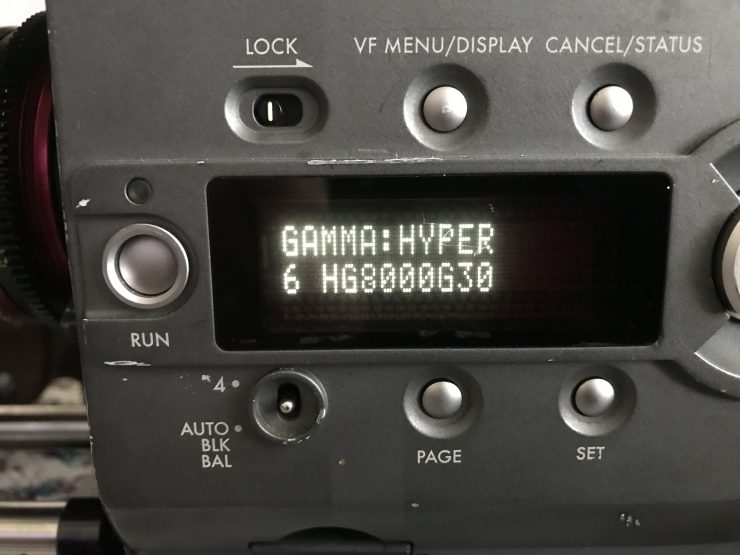 LOCK
VF MENU/DISPLAY
CANCEL/STATUS
GAMMA:HYPER
6 HG8000G30
RUN
4
AUTO
BLK
BAL
PAGE
SET